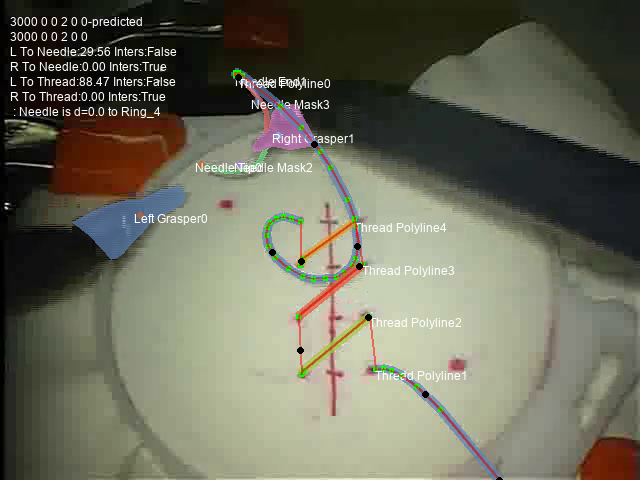 3000 0 0 2 0 0-predicted
3000 0 0 2 0 0
L To Needle:29.56 Inters:False
R To Needle:0.00 Inters:True
L To Thread:88.47 Inters:False
R To Thread:0.00 Inters:True
: Needle is d=0.0 to Ring_4
Thread Polyline0
Needle Mask3
Right Grasper1
Needle Mask2
Left Grasper0
Thread Polyline4
Thread Polyline3
Thread Polyline2
Thread Polyline1